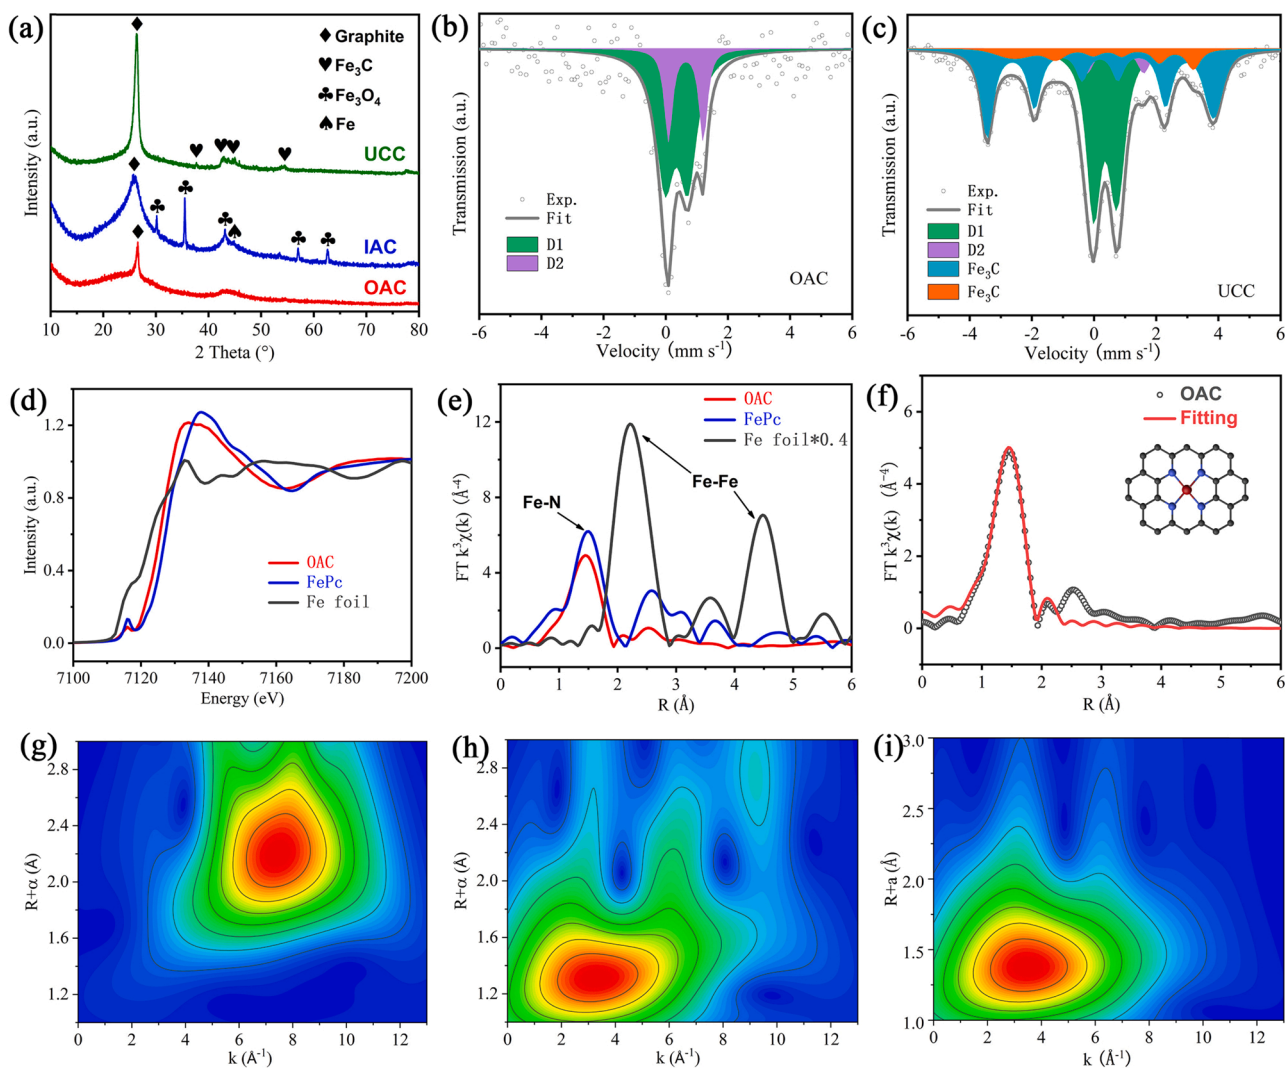 (a)
♦ Graphite
♥ Fe₃C
♣ Fe₃O₄
♠ Fe
UCC
IAC
OAC
Intensity (a.u.)
10 20 30 40 50 60 70 80
2 Theta (°)
(b)
Transmission (a.u.)
Exp.
Fit
D1
D2
OAC
-6 -4 -2 0 2 4 6
Velocity (mm s⁻¹)
(c)
Transmission (a.u.)
Exp.
Fit
D1
D2
Fe₃C
Fe₃C
UCC
-6 -4 -2 0 2 4 6
Velocity (mm s⁻¹)
(d)
Intensity (a.u.)
1.2
0.8
0.4
0.0
OAC
FePc
Fe foil
7100 7120 7140 7160 7180 7200
Energy (eV)
(e)
FT k³χ(k) (Å⁻⁴)
12
8
4
0
OAC
FePc
Fe foil*0.4
Fe-N
Fe-Fe
0 1 2 3 4 5 6
R (Å)
(f)
FT k³χ(k) (Å⁻⁴)
6
4
2
0
OAC
Fitting
0 1 2 3 4 5 6
R (Å)
(g)
R+α (Å)
2.8
2.4
2.0
1.6
1.2
0 2 4 6 8 10 12
k (Å⁻¹)
(h)
R+α (Å)
2.8
2.4
2.0
1.6
1.2
0 2 4 6 8 10 12
k (Å⁻¹)
(i)
R+a (Å)
3.0
2.5
2.0
1.5
1.0
0 2 4 6 8 10 12
k (Å⁻¹)